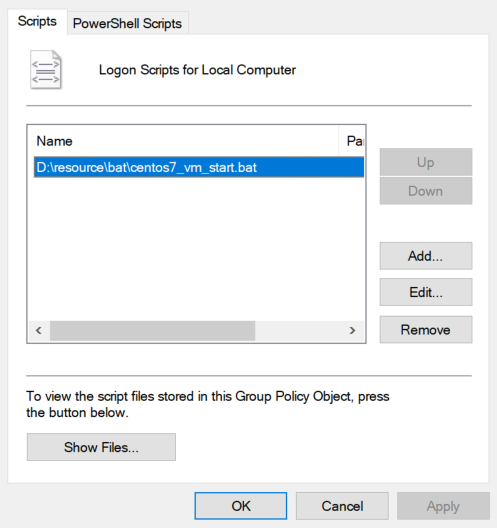 Scripts PowerShell Scripts
Logon Scripts for Local Computer
Name Pa
D:\resource\bat\centos7_vm_start.bat
Up
Down
Add...
Edit...
Remove
To view the script files stored in this Group Policy Object, press
the button below.
Show Files...
OK Cancel Apply